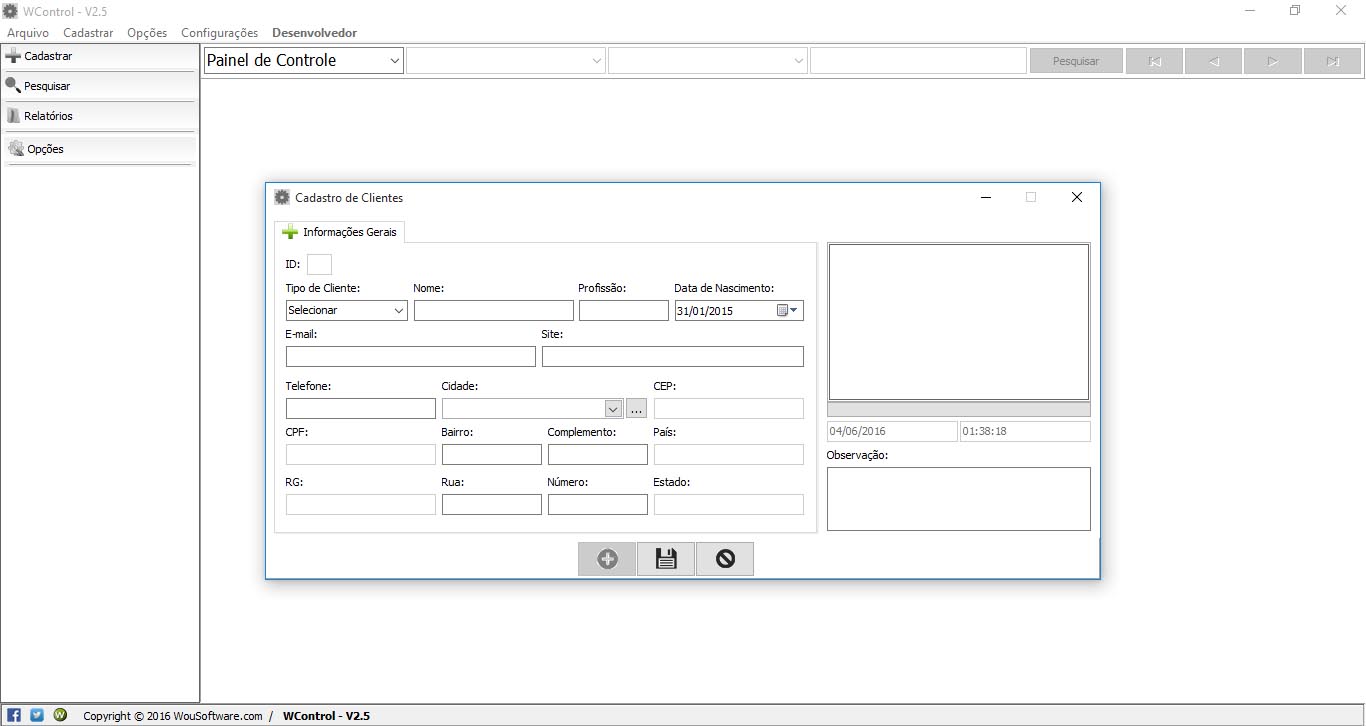 WControl - V2.5
Arquivo Cadastrar Opções Configurações Desenvolvedor
Cadastrar
Pesquisar
Relatórios
Opções
Painel de Controle Pesquisar
Cadastro de Clientes
Informações Gerais
ID:
Tipo de Cliente: Nome: Profissão: Data de Nascimento:
Selecionar 31/01/2015
E-mail: Site:
Telefone: Cidade: CEP:
...
CPF: Bairro: Complemento: País:
RG: Rua: Número: Estado:
04/06/2016 01:38:18
Observação:
Copyright © 2016 WouSoftware.com / WControl - V2.5